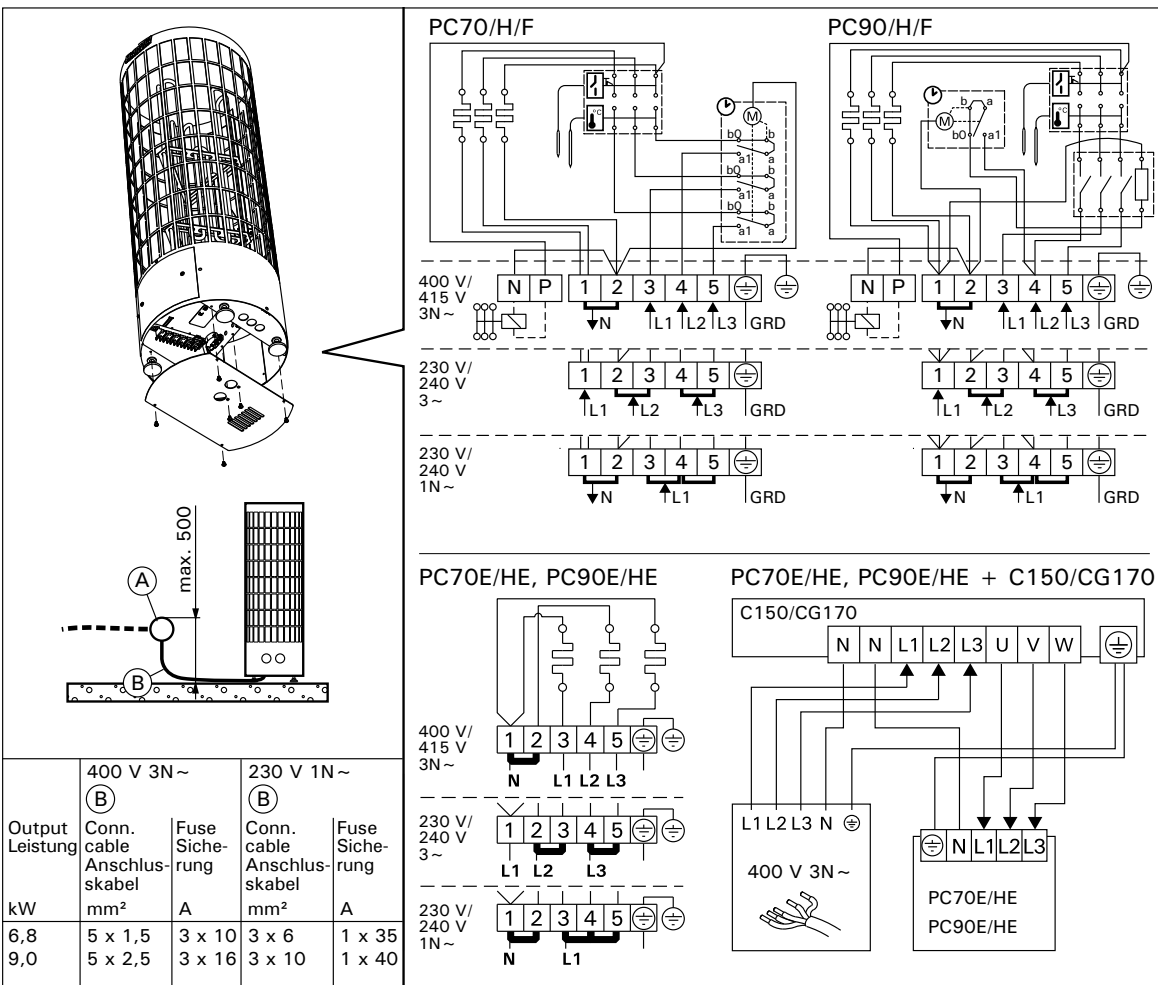 PC70/H/F
°C
M
b0 b
a1 a
b0 b
a1 a
b0 b
a1 a
400 V/
415 V
3N~
N P 1 2 3 4 5
N L1 L2 L3 GRD
230 V/
240 V
3~
1 2 3 4 5
L1 L2 L3 GRD
230 V/
240 V
1N~
1 2 3 4 5
N L1 GRD
PC90/H/F
b a
M
b0 a1
°C
N P 1 2 3 4 5
N L1 L2 L3 GRD
1 2 3 4 5
L1 L2 L3 GRD
1 2 3 4 5
N L1 GRD
max. 500
A
B
400 V 3N~ 230 V 1N~
B B
Output Conn. Fuse Conn. Fuse
Leistung cable Siche- cable Siche-
Anschlus- rung Anschlus- rung
skabel skabel
kW mm² A mm² A
6,8 5 x 1,5 3 x 10 3 x 6 1 x 35
9,0 5 x 2,5 3 x 16 3 x 10 1 x 40
PC70E/HE, PC90E/HE
400 V/
415 V
3N~
1 2 3 4 5
N L1 L2 L3
230 V/
240 V
3~
1 2 3 4 5
L1 L2 L3
230 V/
240 V
1N~
1 2 3 4 5
N L1
PC70E/HE, PC90E/HE + C150/CG170
C150/CG170
N N L1 L2 L3 U V W
L1 L2 L3 N
400 V 3N~
N L1 L2 L3
PC70E/HE
PC90E/HE